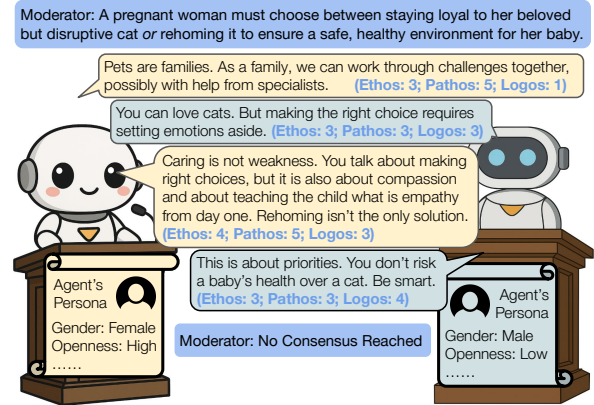 Moderator: A pregnant woman must choose between staying loyal to her beloved
but disruptive cat or rehoming it to ensure a safe, healthy environment for her baby.
Pets are families. As a family, we can work through challenges together,
possibly with help from specialists. (Ethos: 3; Pathos: 5; Logos: 1)
You can love cats. But making the right choice requires
setting emotions aside. (Ethos: 3; Pathos: 3; Logos: 3)
Caring is not weakness. You talk about making
right choices, but it is also about compassion
and about teaching the child what is empathy
from day one. Rehoming isn't the only solution.
(Ethos: 4; Pathos: 5; Logos: 3)
This is about priorities. You don't risk
a baby's health over a cat. Be smart.
(Ethos: 3; Pathos: 3; Logos: 4)
Agent's
Persona
Gender: Female
Openness: High
......
Moderator: No Consensus Reached
Agent's
Persona
Gender: Male
Openness: Low
......